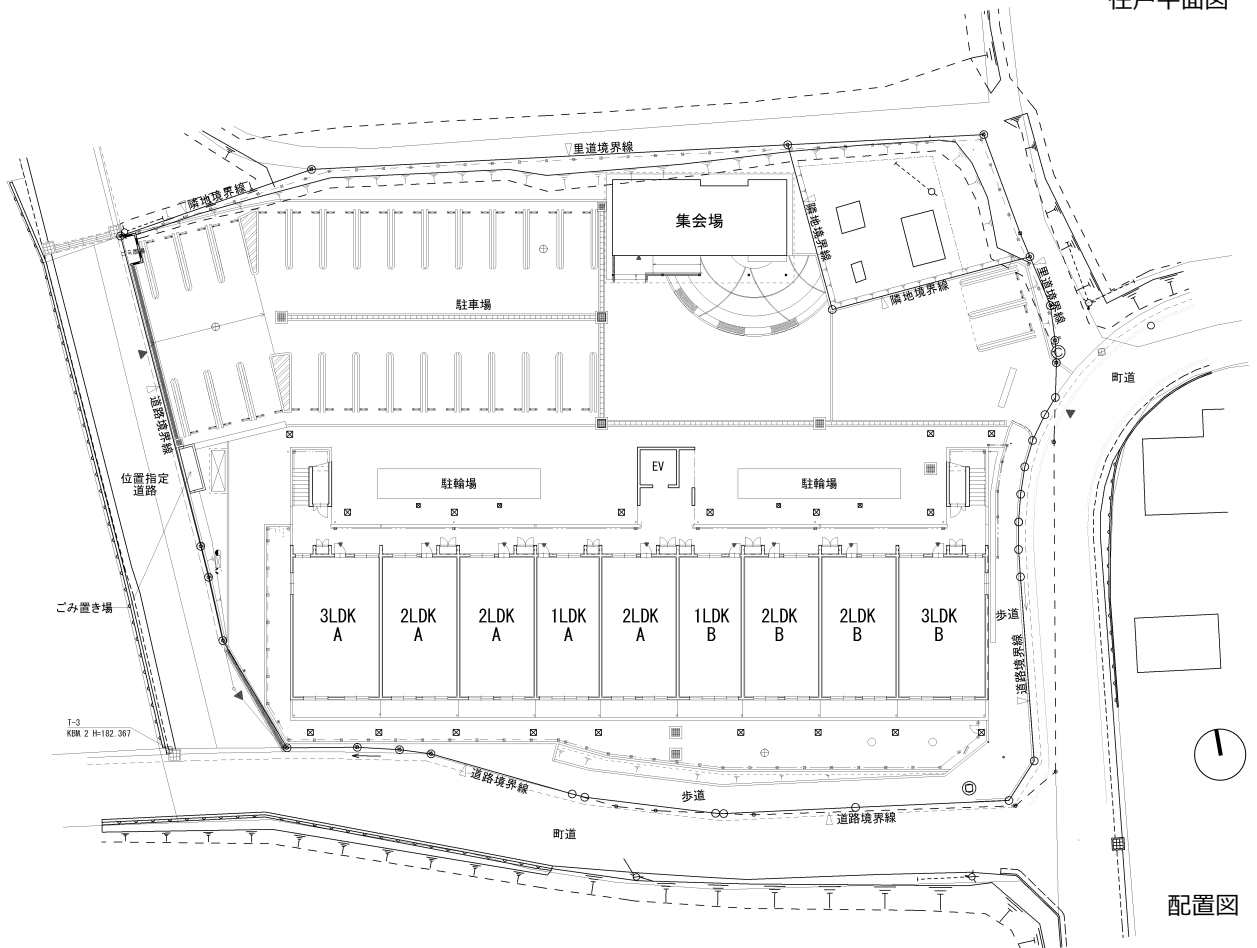 住戸平面図
里道境界線
隣地境界線
集会場
隣地境界線
駐車場
隣地境界線
里道境界線
町道
道路境界線
位置指定
道路
EV
駐輪場
駐輪場
ごみ置き場
3LDK
A
2LDK
A
2LDK
A
1LDK
A
2LDK
A
1LDK
B
2LDK
B
2LDK
B
3LDK
B
歩道
道路境界線
T-3
KBM.2 H=182.367
道路境界線
歩道
道路境界線
町道
配置図